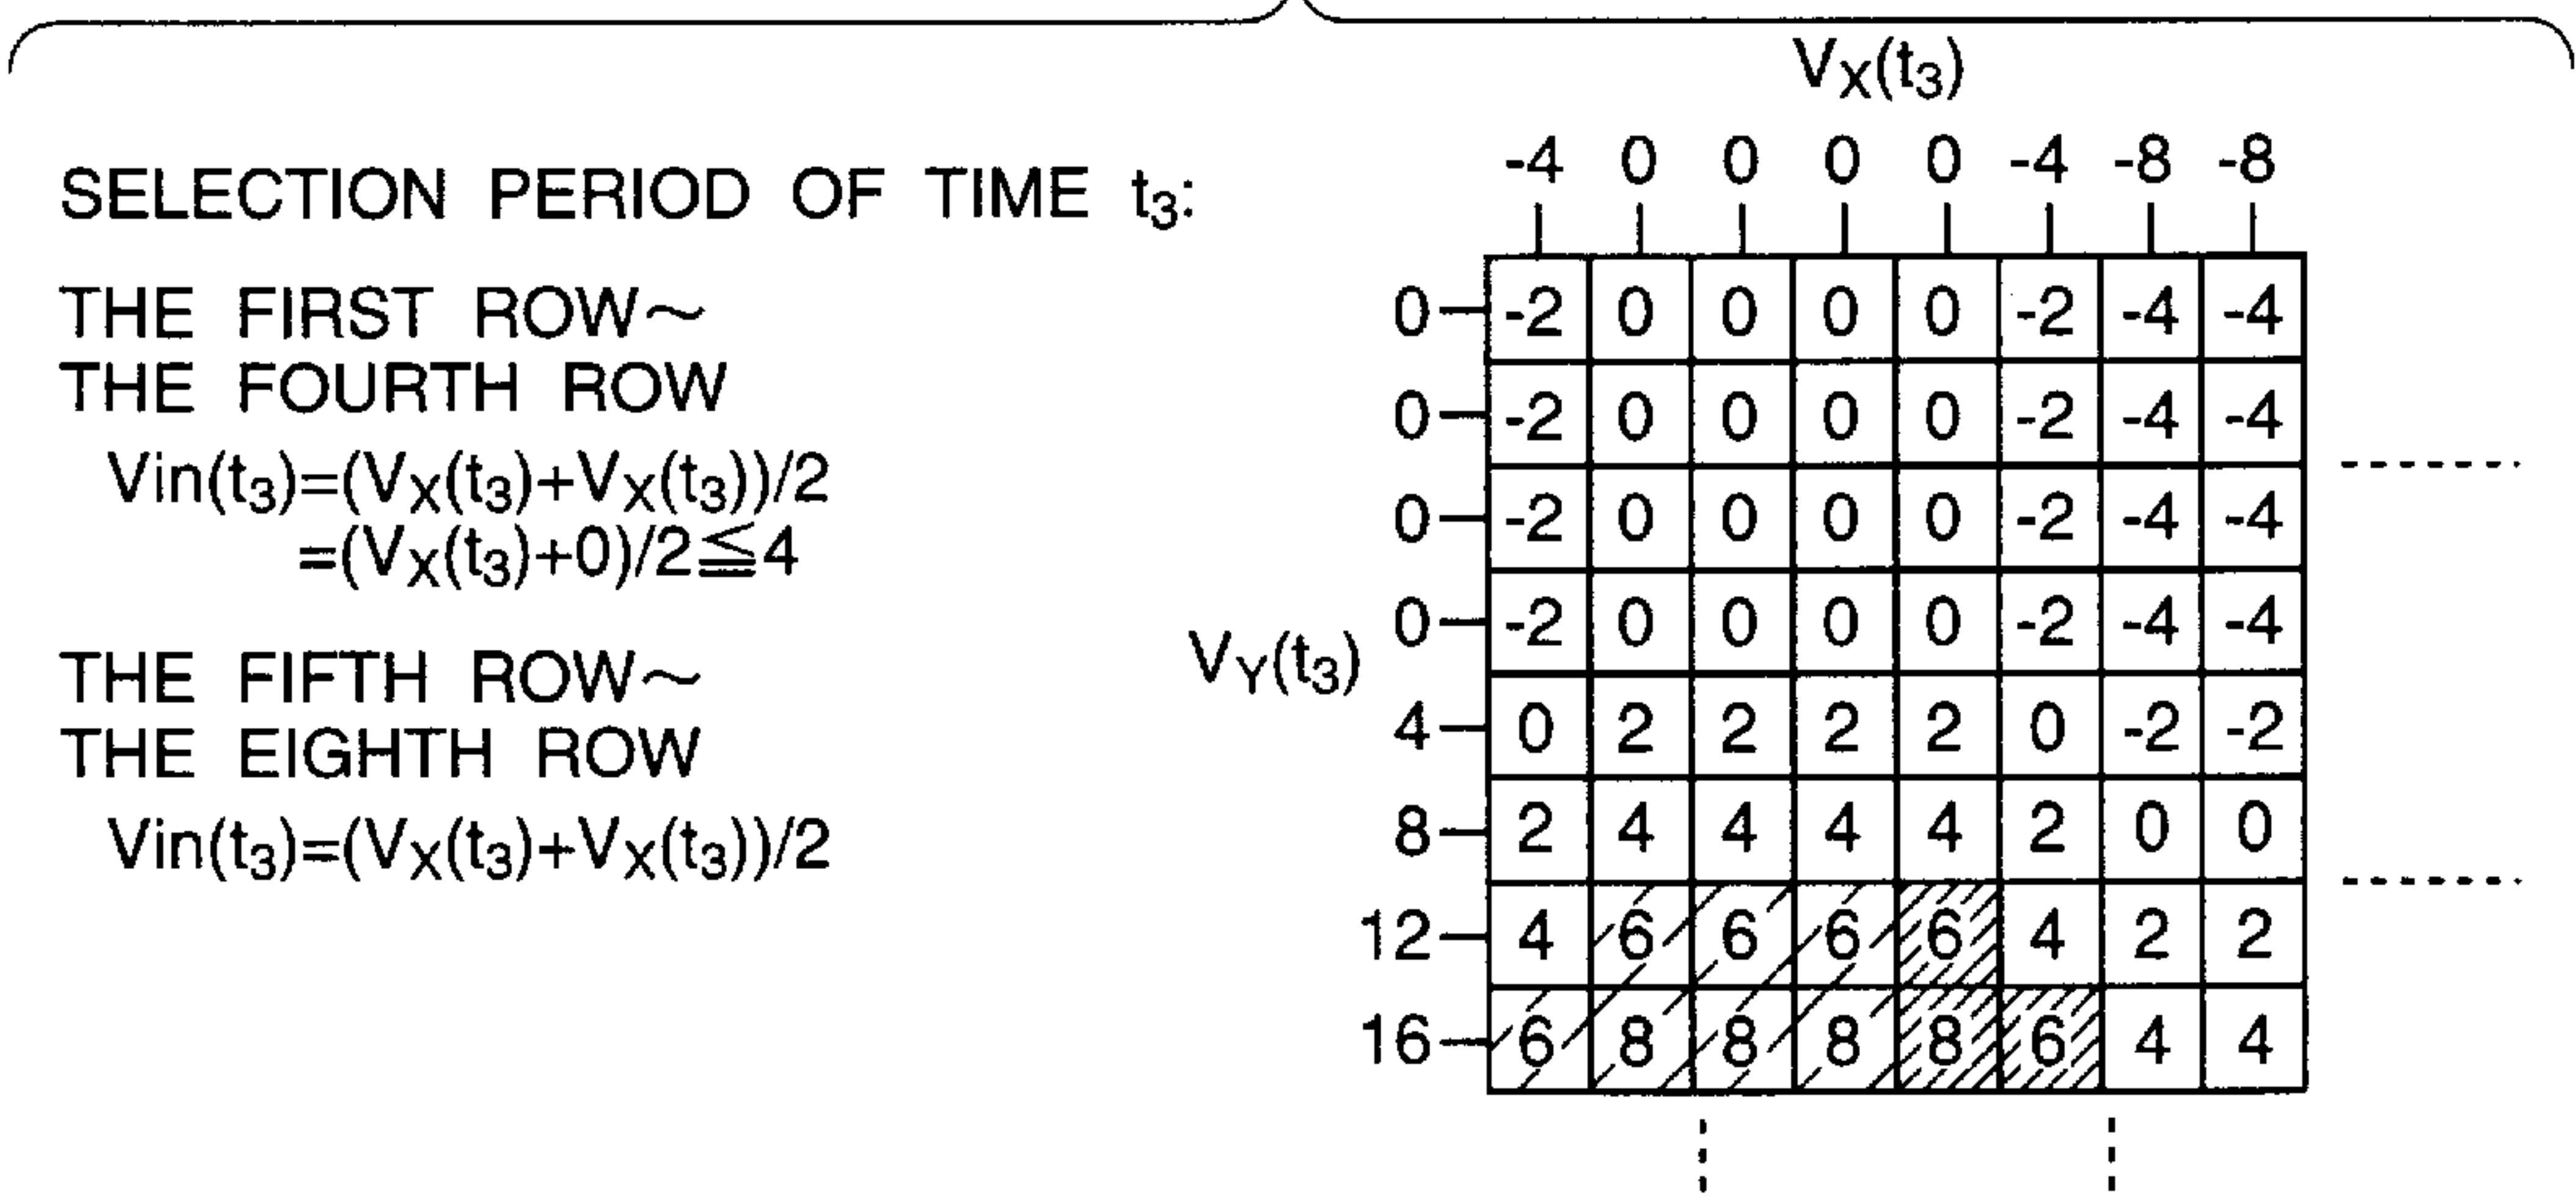 SELECTION PERIOD OF TIME t3:
THE FIRST ROW~
THE FOURTH ROW
Vin(t3)=(VX(t3)+VX(t3))/2
=(VX(t3)+0)/2≦4
THE FIFTH ROW~
THE EIGHTH ROW
Vin(t3)=(VX(t3)+VX(t3))/2
VX(t3)
-4 0 0 0 0 -4 -8 -8
VY(t3)
0 -2 0 0 0 0 -2 -4 -4
0 -2 0 0 0 0 -2 -4 -4
0 -2 0 0 0 0 -2 -4 -4
0 -2 0 0 0 0 -2 -4 -4
4 0 2 2 2 2 0 -2 -2
8 2 4 4 4 4 2 0 0
12 4 6 6 6 6 4 2 2
16 6 8 8 8 8 6 4 4